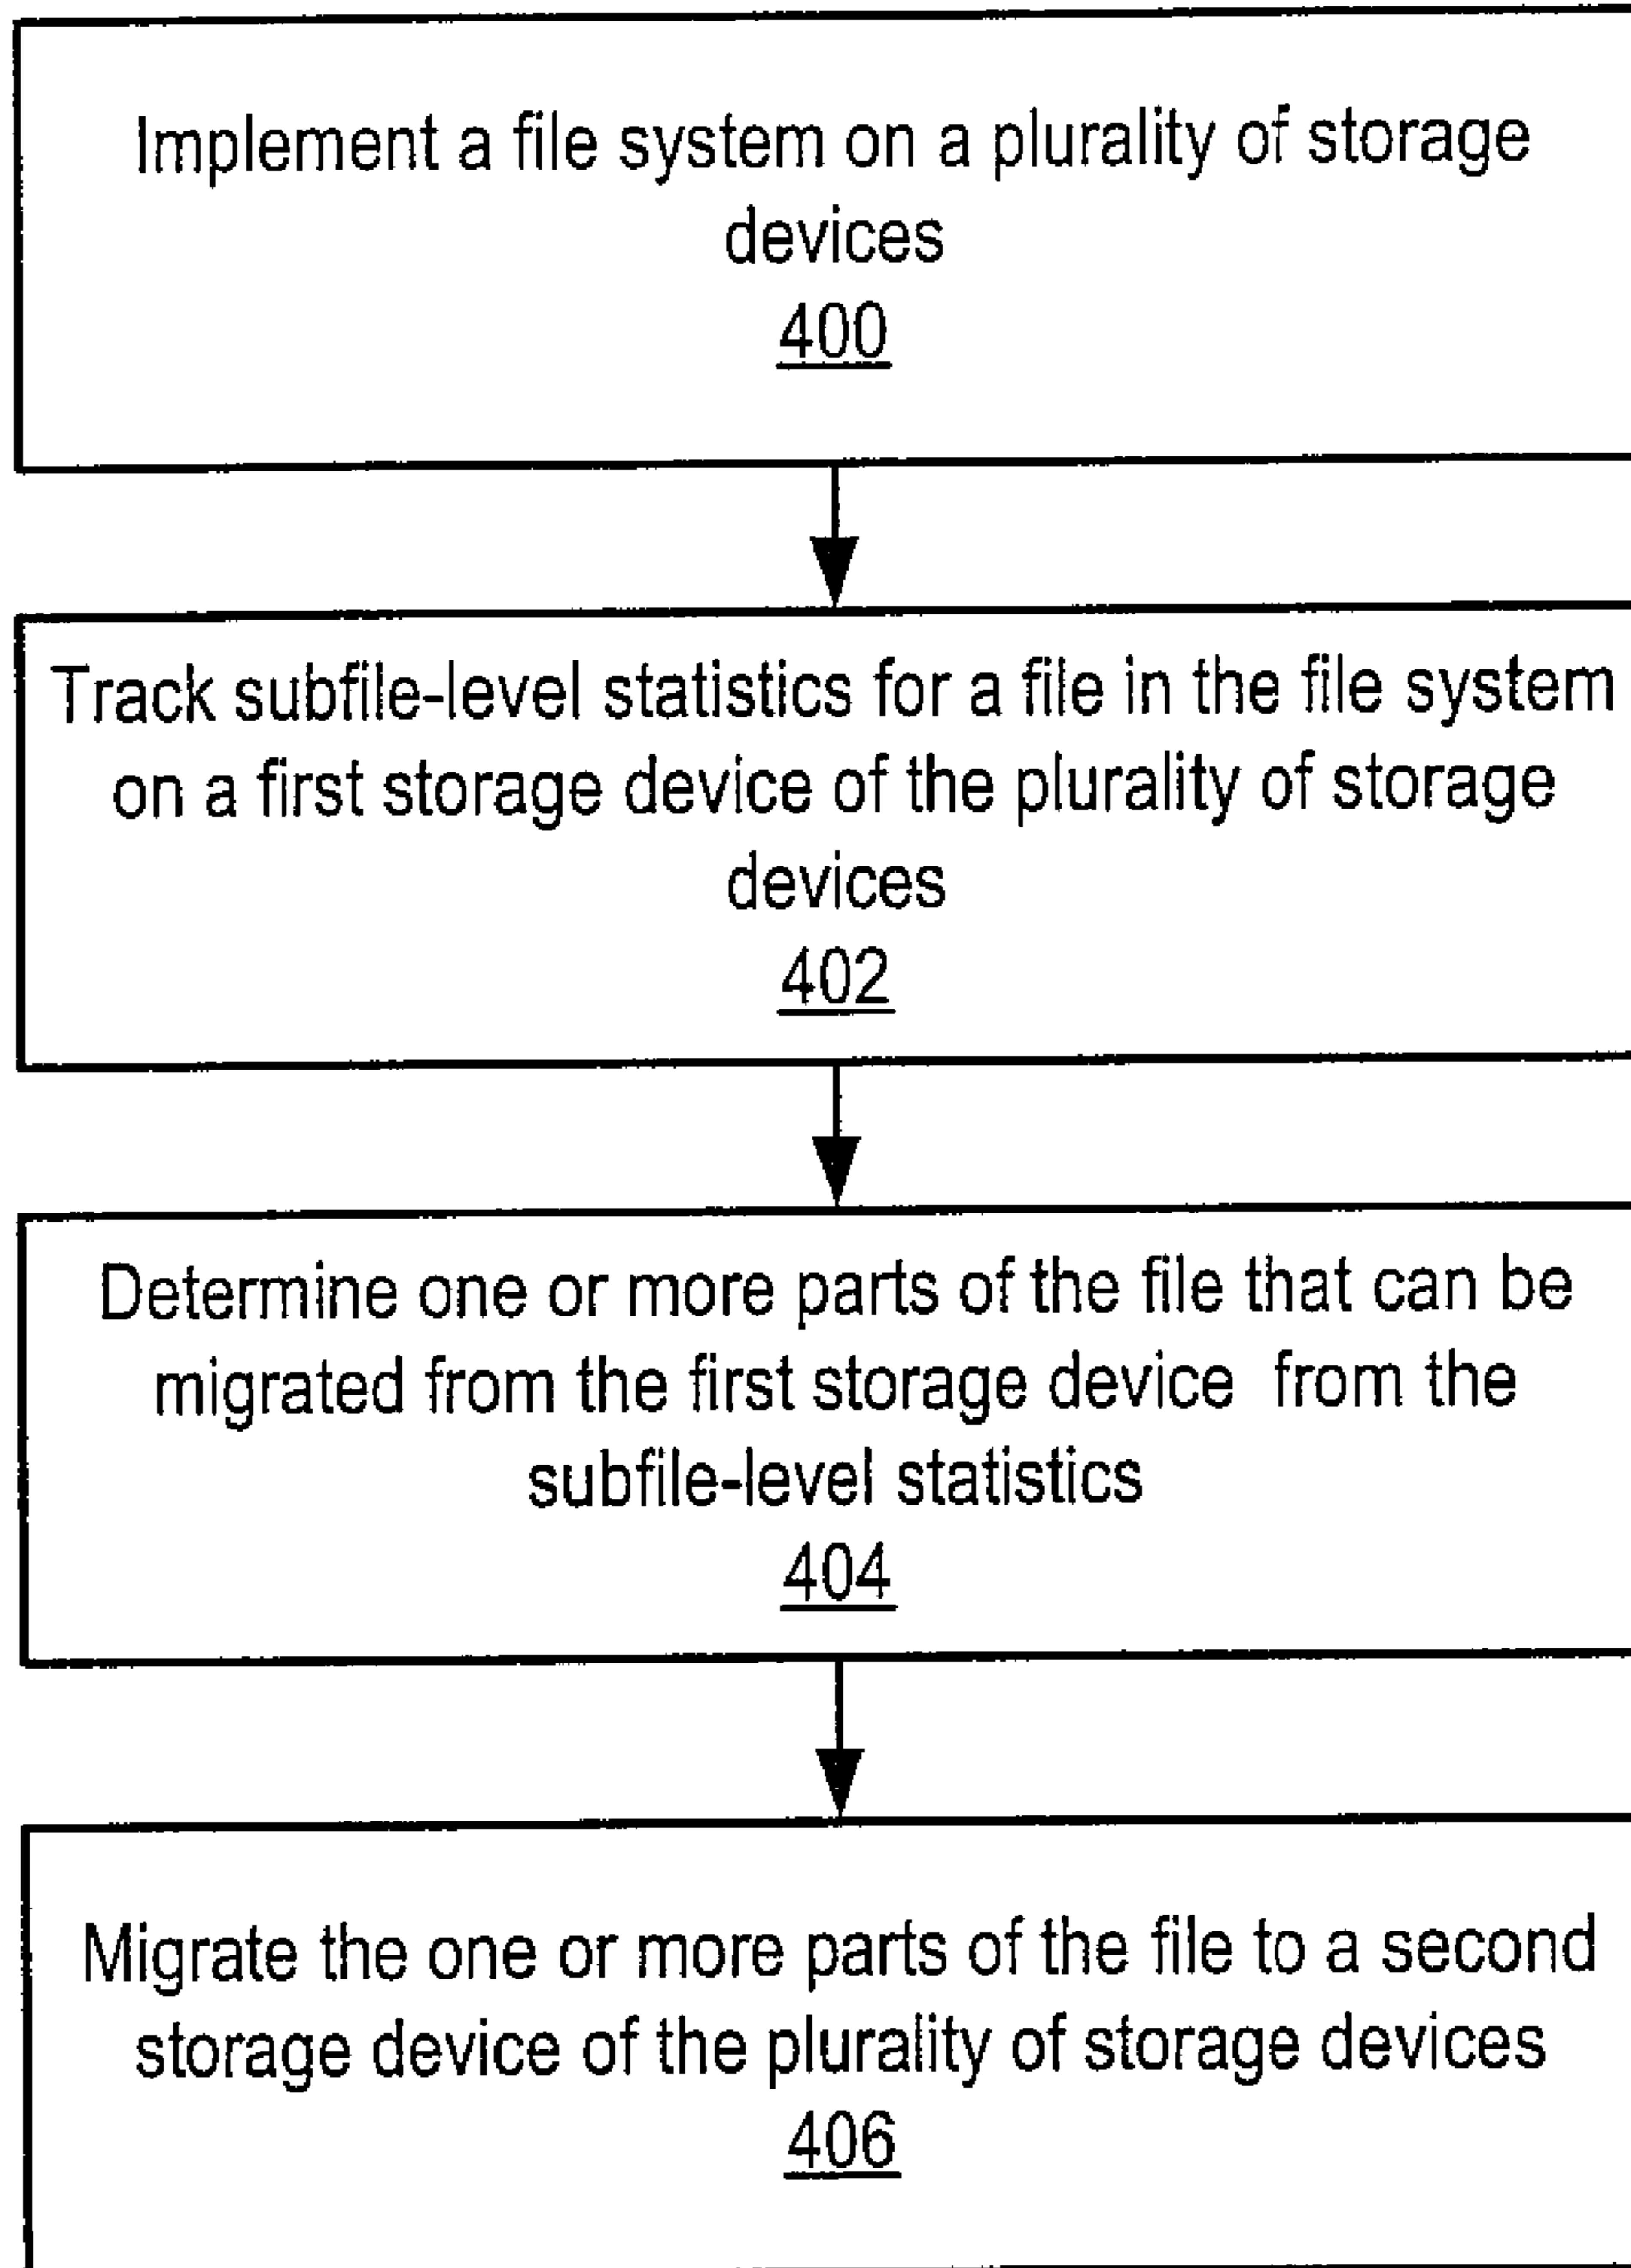 Implement a file system on a plurality of storage
devices
400
Track subfile-level statistics for a file in the file system
on a first storage device of the plurality of storage
devices
402
Determine one or more parts of the file that can be
migrated from the first storage device  from the
subfile-level statistics
404
Migrate the one or more parts of the file to a second
storage device of the plurality of storage devices
406